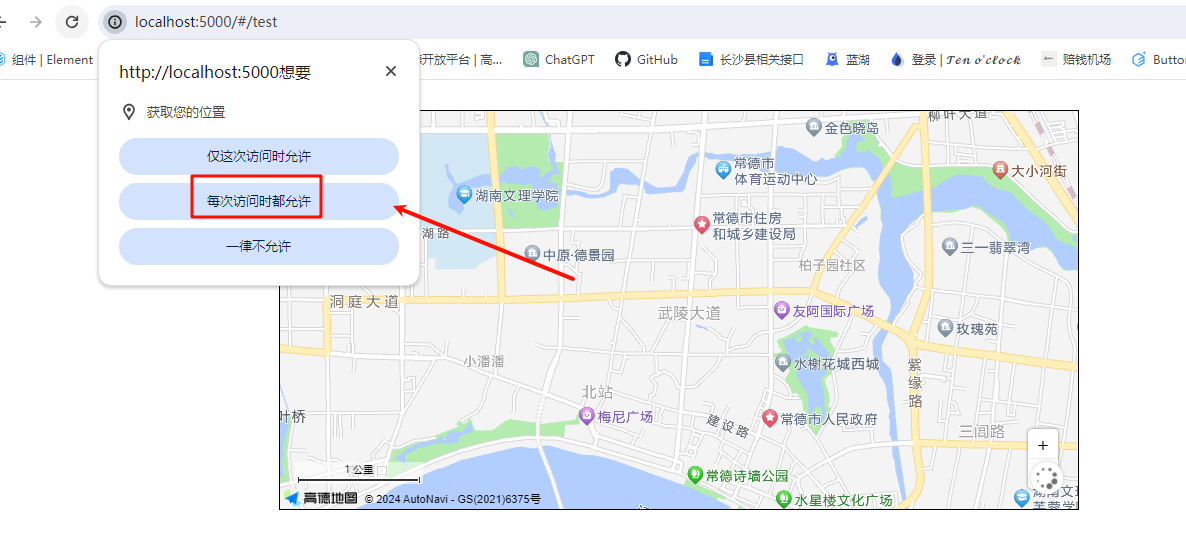 localhost:5000/#/test
组件 | Element
开放平台 | 高...
ChatGPT
GitHub
长沙县相关接口
蓝湖
登录 | Ten o'clock
赔钱机场
Button
http://localhost:5000想要
获取您的位置
仅这次访问时允许
每次访问时都允许
一律不允许
柳叶大道
金色晓岛
常德市
体育运动中心
大小河街
湖南文理学院
常德市住房
和城乡建设局
湖路
中原·德景园
三一翡翠湾
柏子园社区
洞庭大道
武陵大道
友阿国际广场
玫瑰苑
小潘潘
水榭花城西城
紫缘路
北站
叶桥
梅尼广场
建设路
常德市人民政府
三闾路
1 公里
常德诗墙公园
高德地图 © 2024 AutoNavi - GS(2021)6375号
水星楼文化广场
湖南文理
芙蓉学